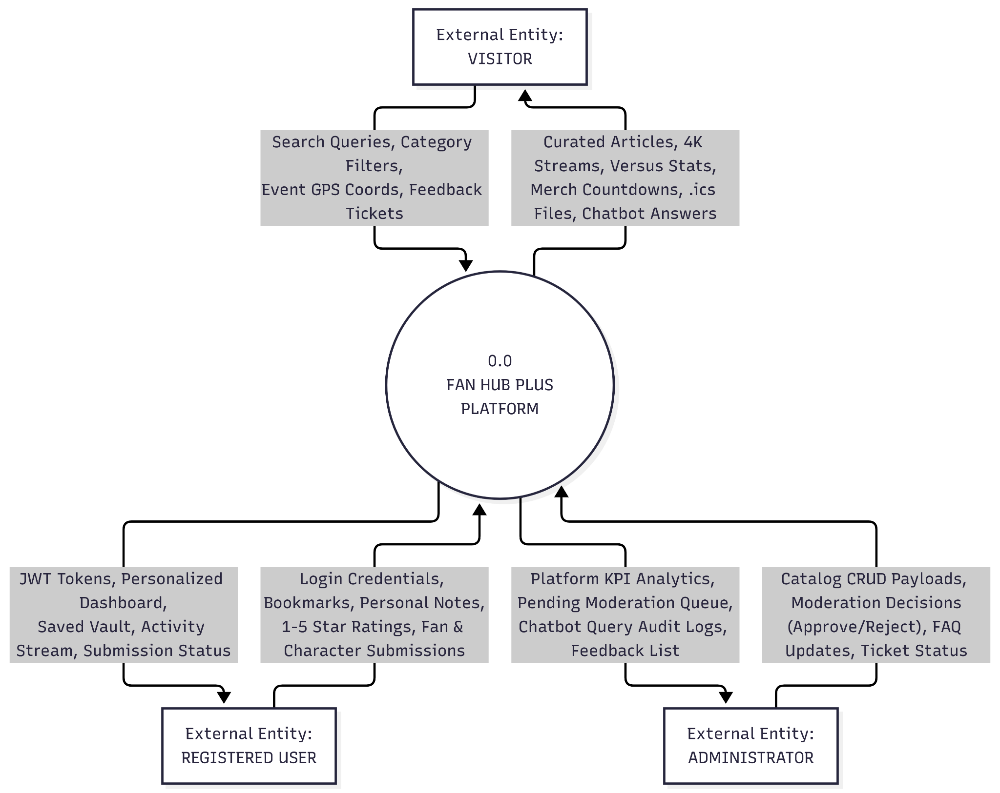 External Entity:
VISITOR
Search Queries, Category
Filters,
Event GPS Coords, Feedback
Tickets
Curated Articles, 4K
Streams, Versus Stats,
Merch Countdowns, .ics
Files, Chatbot Answers
0.0
FAN HUB PLUS
PLATFORM
JWT Tokens, Personalized
Dashboard,
Saved Vault, Activity
Stream, Submission Status
Login Credentials,
Bookmarks, Personal Notes,
1-5 Star Ratings, Fan &
Character Submissions
Platform KPI Analytics,
Pending Moderation Queue,
Chatbot Query Audit Logs,
Feedback List
Catalog CRUD Payloads,
Moderation Decisions
(Approve/Reject), FAQ
Updates, Ticket Status
External Entity:
REGISTERED USER
External Entity:
ADMINISTRATOR